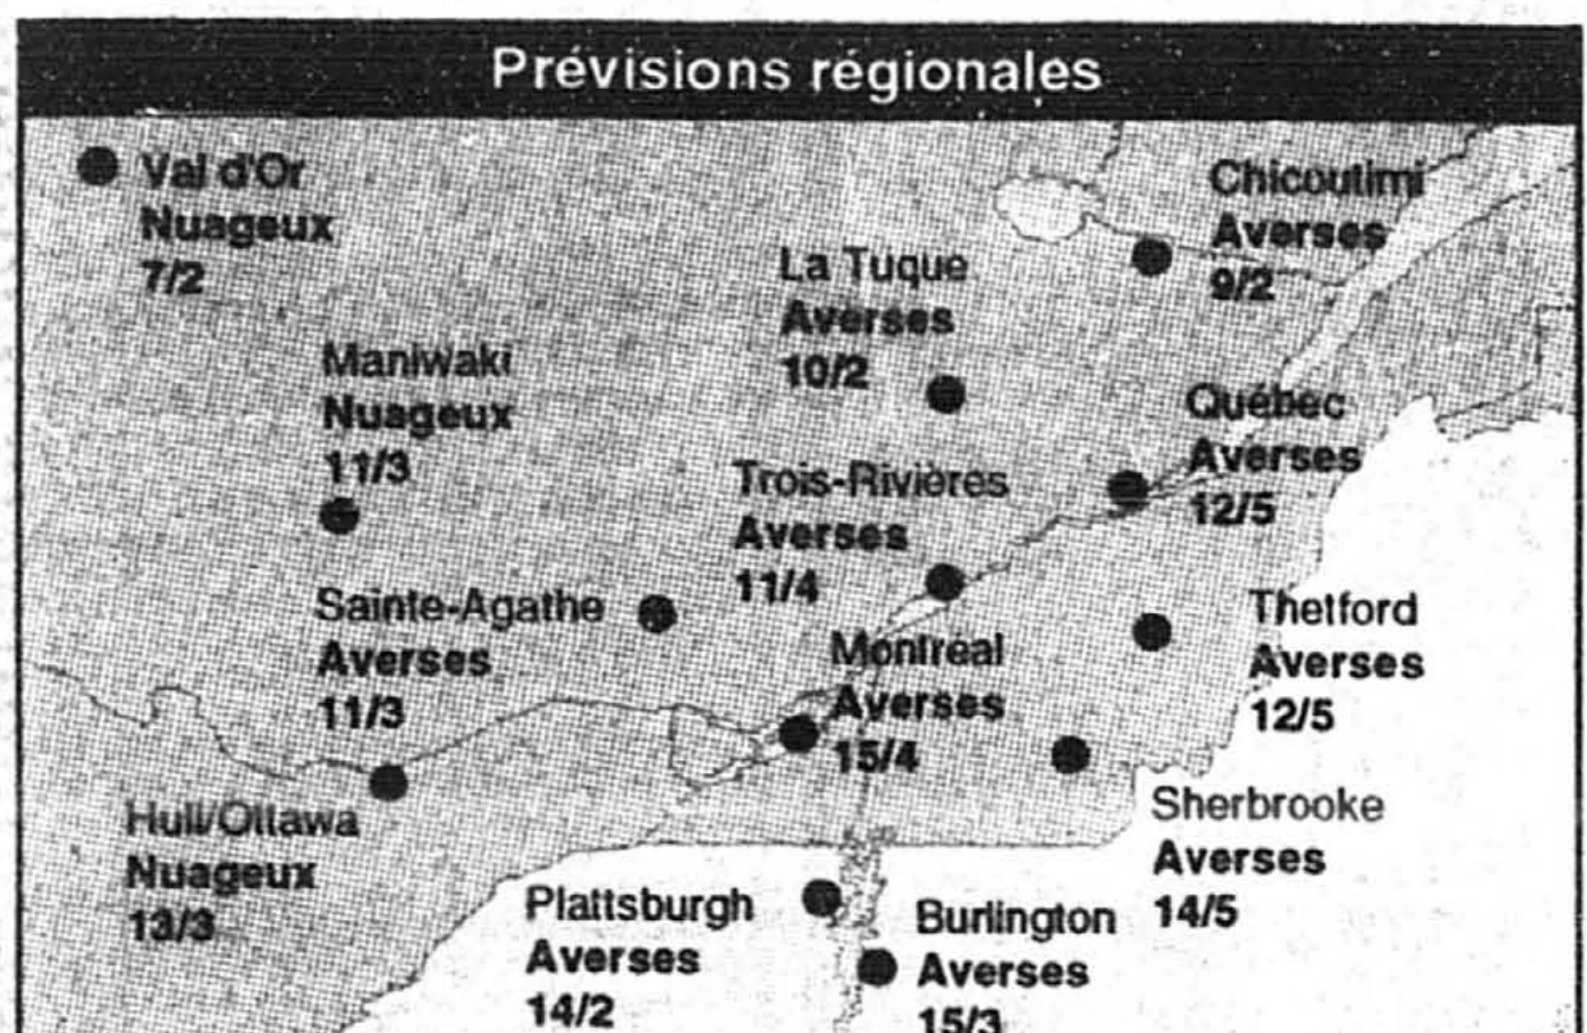 Prévisions régionales
Val d'Or
Nuageux
7/2
Chicoutimi
Averses
9/2
La Tuque
Averses
10/2
Maniwaki
Nuageux
11/3
Québec
Averses
12/5
Trois-Rivières
Averses
11/4
Sainte-Agathe
Averses
11/3
Thetford
Averses
12/5
Montréal
Averses
15/4
Hull/Ottawa
Nuageux
13/3
Sherbrooke
Averses
14/5
Plattsburgh
Averses
14/2
Burlington
Averses
15/3